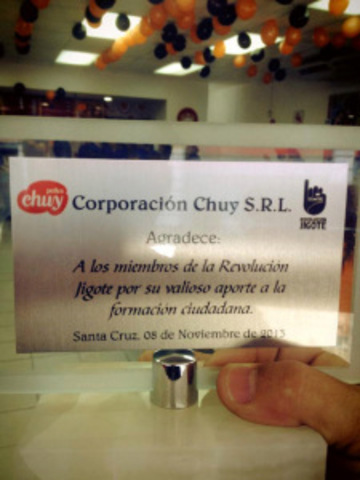 chuy
Corporación Chuy S.R.L.
JIGOTE
Agradece:
A los miembros de la Revolución
Jigote por su valioso aporte a la
formación ciudadana.
Santa Cruz, 08 de Noviembre de 2013